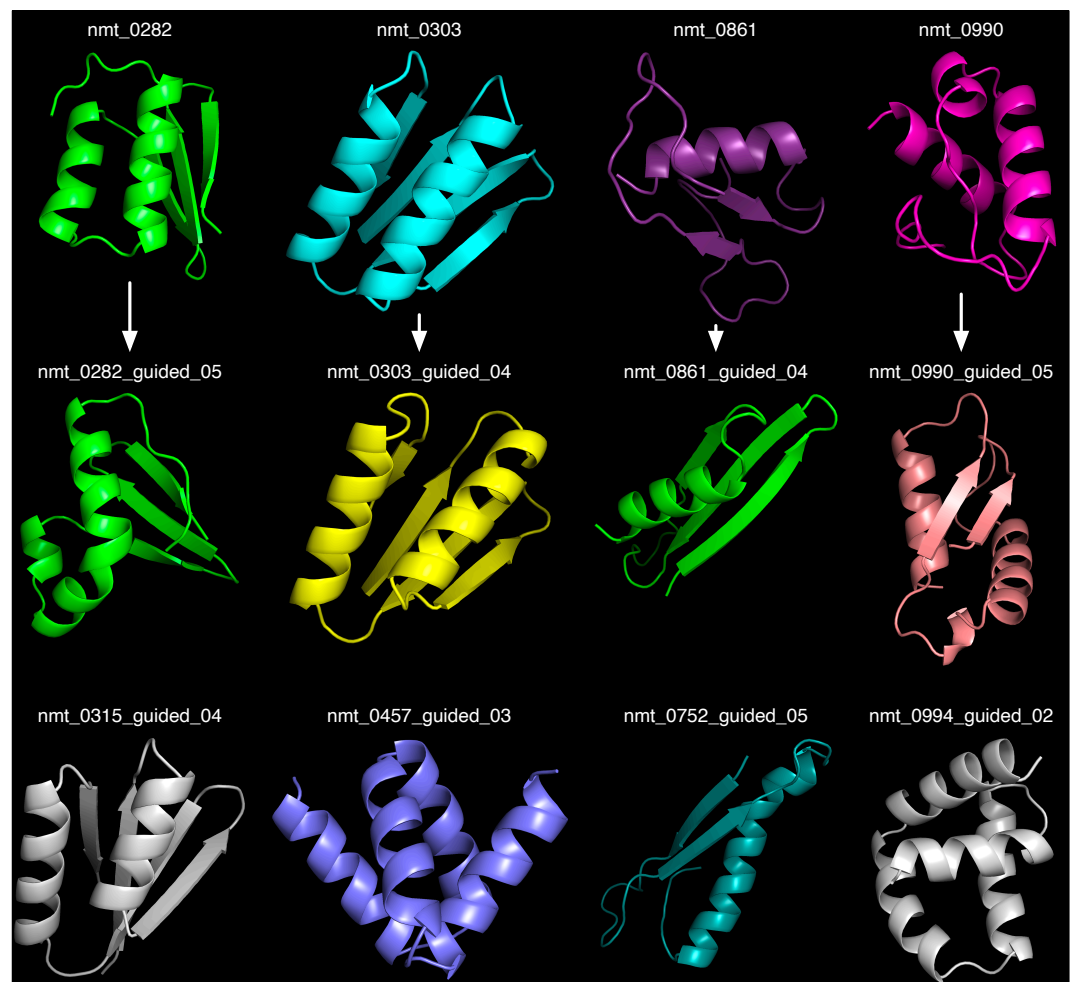 nmt_0282
nmt_0303
nmt_0861
nmt_0990
nmt_0282_guided_05
nmt_0303_guided_04
nmt_0861_guided_04
nmt_0990_guided_05
nmt_0315_guided_04
nmt_0457_guided_03
nmt_0752_guided_05
nmt_0994_guided_02